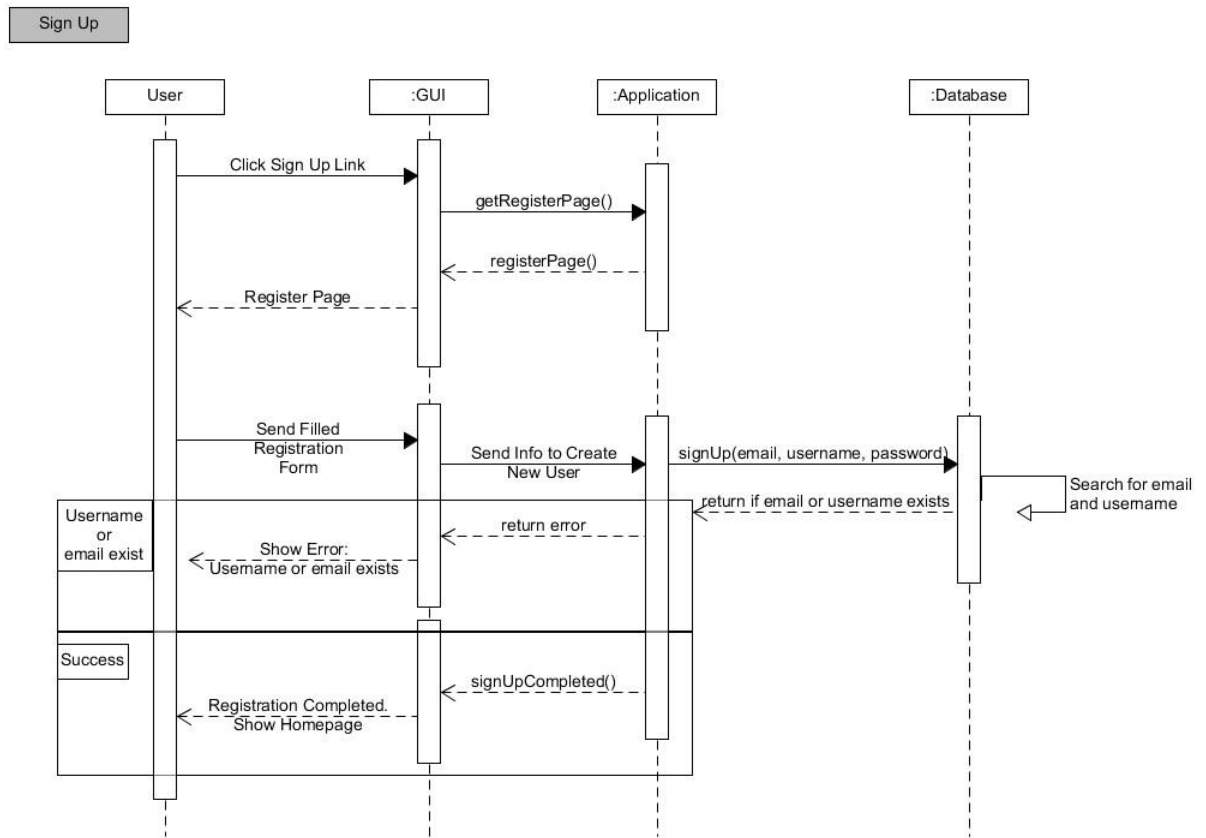 Sign Up
User
:GUI
:Application
:Database
Click Sign Up Link
getRegisterPage()
registerPage()
Register Page
Send Filled
Registration
Form
Send Info to Create
New User
signUp(email, username, password)
Search for email
and username
return if email or username exists
Username
or
email exist
return error
Show Error:
Username or email exists
Success
signUpCompleted()
Registration Completed.
Show Homepage